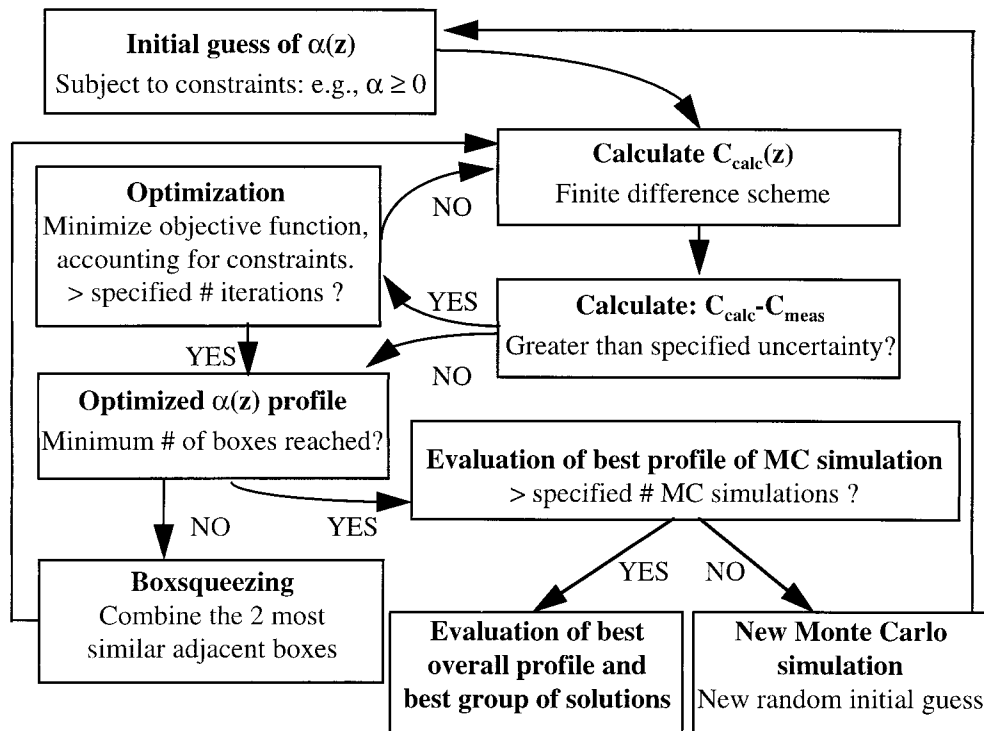 Initial guess of α(z)
Subject to constraints: e.g., α ≥ 0
Calculate C_calc(z)
Finite difference scheme
Optimization
Minimize objective function,
accounting for constraints.
> specified # iterations ?
NO
YES
Calculate: C_calc-C_meas
Greater than specified uncertainty?
NO
YES
Optimized α(z) profile
Minimum # of boxes reached?
Evaluation of best profile of MC simulation
> specified # MC simulations ?
NO
YES
YES
NO
Boxsqueezing
Combine the 2 most
similar adjacent boxes
Evaluation of best
overall profile and
best group of solutions
New Monte Carlo
simulation
New random initial guess